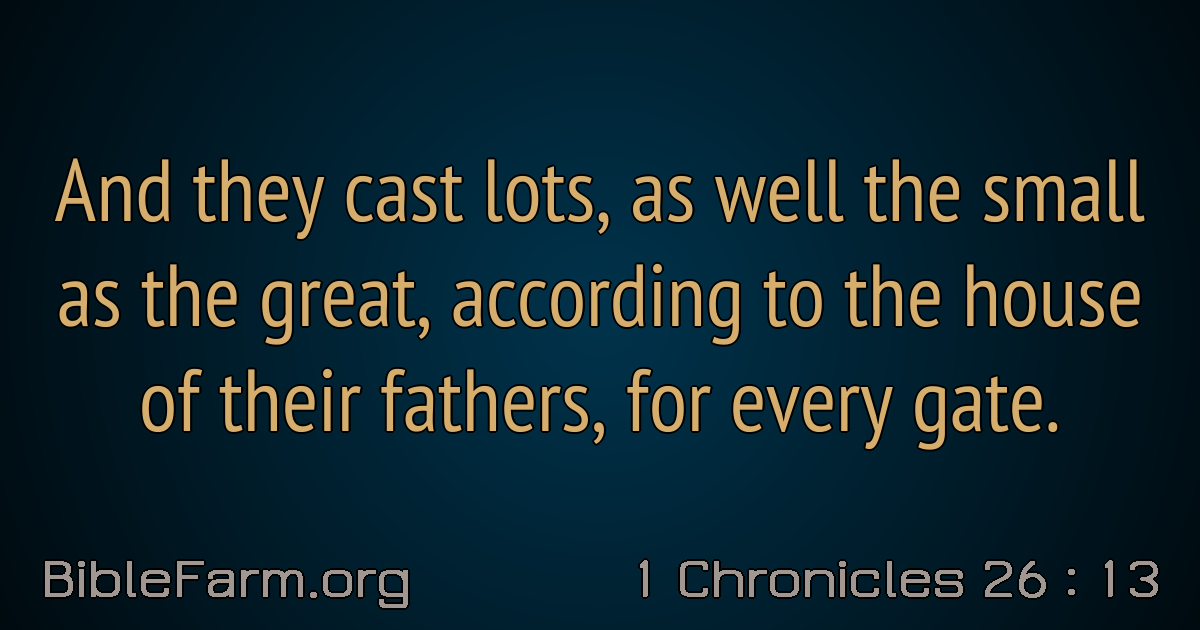 And they cast lots, as well the small
as the great, according to the house
of their fathers, for every gate.
BibleFarm.org
1 Chronicles 26 : 13